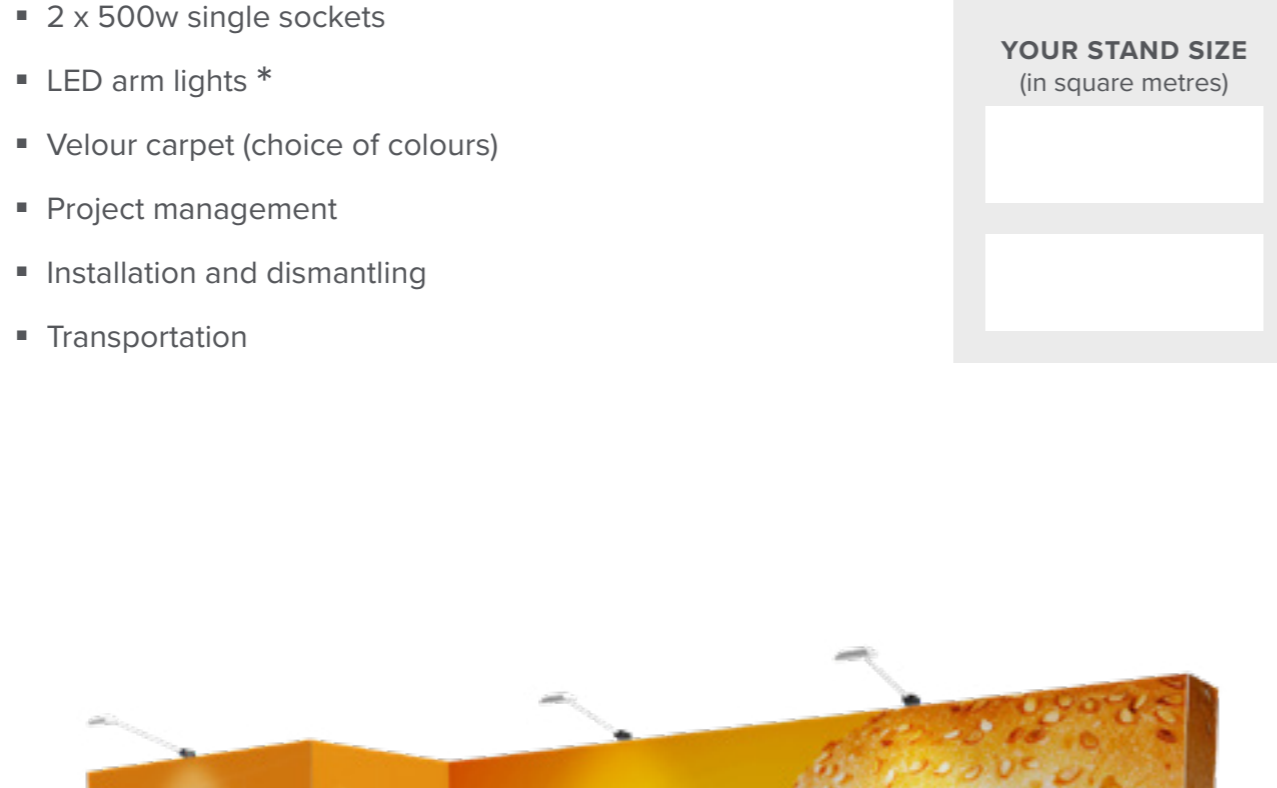 ▪ 2 x 500w single sockets
▪ LED arm lights *
▪ Velour carpet (choice of colours)
▪ Project management
▪ Installation and dismantling
▪ Transportation
YOUR STAND SIZE
(in square metres)